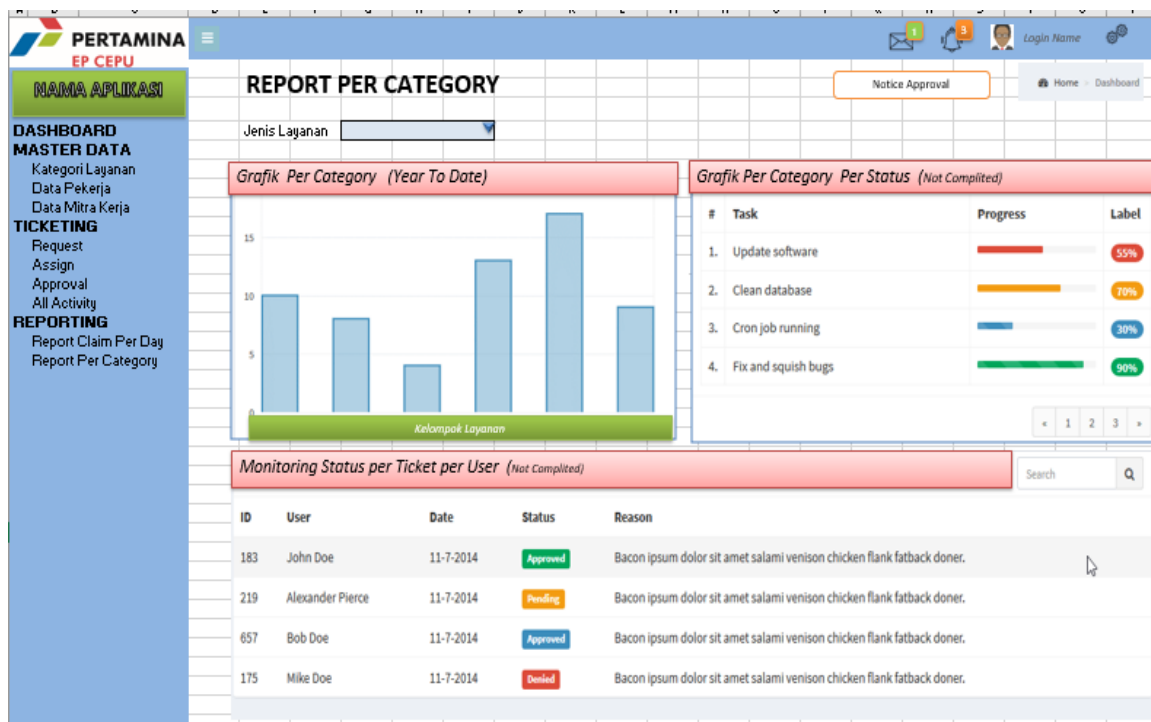 PERTAMINA
EP CEPU
1
3
Login Name
NAMA APLIKASI
REPORT PER CATEGORY
Notice Approval
Home > Dashboard
Jenis Layanan
DASHBOARD
MASTER DATA
Kategori Layanan
Data Pekerja
Data Mitra Kerja
TICKETING
Request
Assign
Approval
All Activity
REPORTING
Report Claim Per Day
Report Per Category
Grafik Per Category (Year To Date)
15
10
5
0
Kelompok Layanan
Grafik Per Category Per Status (Not Complited)
# Task Progress Label
1. Update software 55%
2. Clean database 70%
3. Cron job running 30%
4. Fix and squish bugs 90%
« 1 2 3 »
Monitoring Status per Ticket per User (Not Complited)
Search
ID User Date Status Reason
183 John Doe 11-7-2014 Approved Bacon ipsum dolor sit amet salami venison chicken flank fatback doner.
219 Alexander Pierce 11-7-2014 Pending Bacon ipsum dolor sit amet salami venison chicken flank fatback doner.
657 Bob Doe 11-7-2014 Approved Bacon ipsum dolor sit amet salami venison chicken flank fatback doner.
175 Mike Doe 11-7-2014 Denied Bacon ipsum dolor sit amet salami venison chicken flank fatback doner.